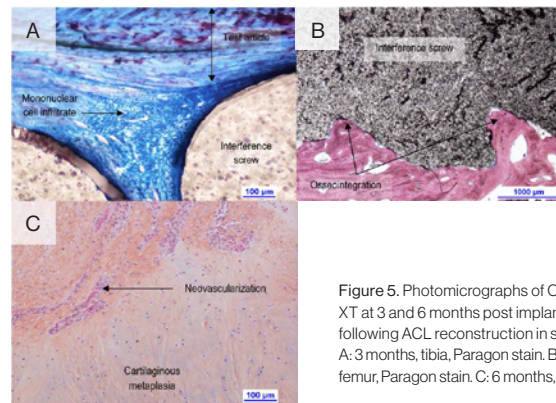 A
Test article
Mononuclear
cell infiltrate
Interference
screw
100 µm
B
Interference screw
Osseointegration
1000 µm
C
Neovascularization
Cartilaginous
metaplasia
100 µm
Figure 5. Photomicrographs of C
XT at 3 and 6 months post implan
following ACL reconstruction in s
A: 3 months, tibia, Paragon stain. B
femur, Paragon stain. C: 6 months,